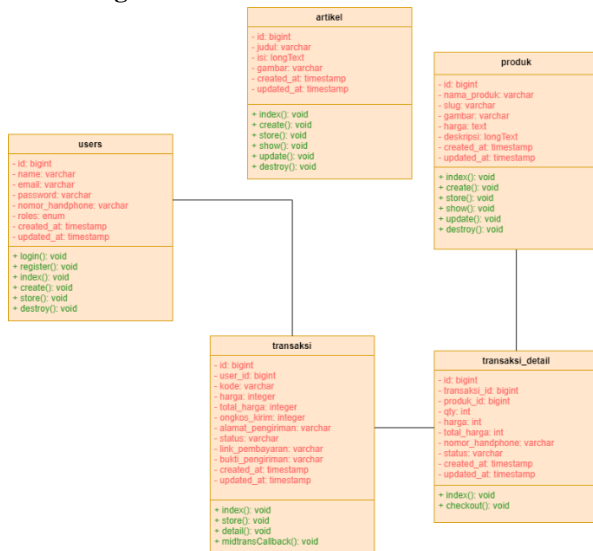 artikel
- id: bigint
- judul: varchar
- isi: longText
- gambar: varchar
- created_at: timestamp
- updated_at: timestamp
+ index(): void
+ create(): void
+ store(): void
+ show(): void
+ update(): void
+ destroy(): void
produk
- id: bigint
- nama_produk: varchar
- slug: varchar
- gambar: varchar
- harga: text
- deskripsi: longText
- created_at: timestamp
- updated_at: timestamp
+ index(): void
+ create(): void
+ store(): void
+ show(): void
+ update(): void
+ destroy(): void
users
- id: bigint
- name: varchar
- email: varchar
- password: varchar
- nomor_handphone: varchar
- roles: enum
- created_at: timestamp
- updated_at: timestamp
+ login(): void
+ register(): void
+ index(): void
+ create(): void
+ store(): void
+ destroy(): void
transaksi
- id: bigint
- user_id: bigint
- kode: varchar
- harga: integer
- total_harga: integer
- ongkos_kirim: integer
- alamat_pengiriman: varchar
- status: varchar
- link_pembayaran: varchar
- bukti_pengiriman: varchar
- created_at: timestamp
- updated_at: timestamp
+ index(): void
+ store(): void
+ detail(): void
+ midtransCallback(): void
transaksi_detail
- id: bigint
- transaksi_id: bigint
- produk_id: bigint
- qty: int
- harga: int
- total_harga: int
- nomor_handphone: varchar
- status: varchar
- created_at: timestamp
- updated_at: timestamp
+ index(): void
+ checkout(): void